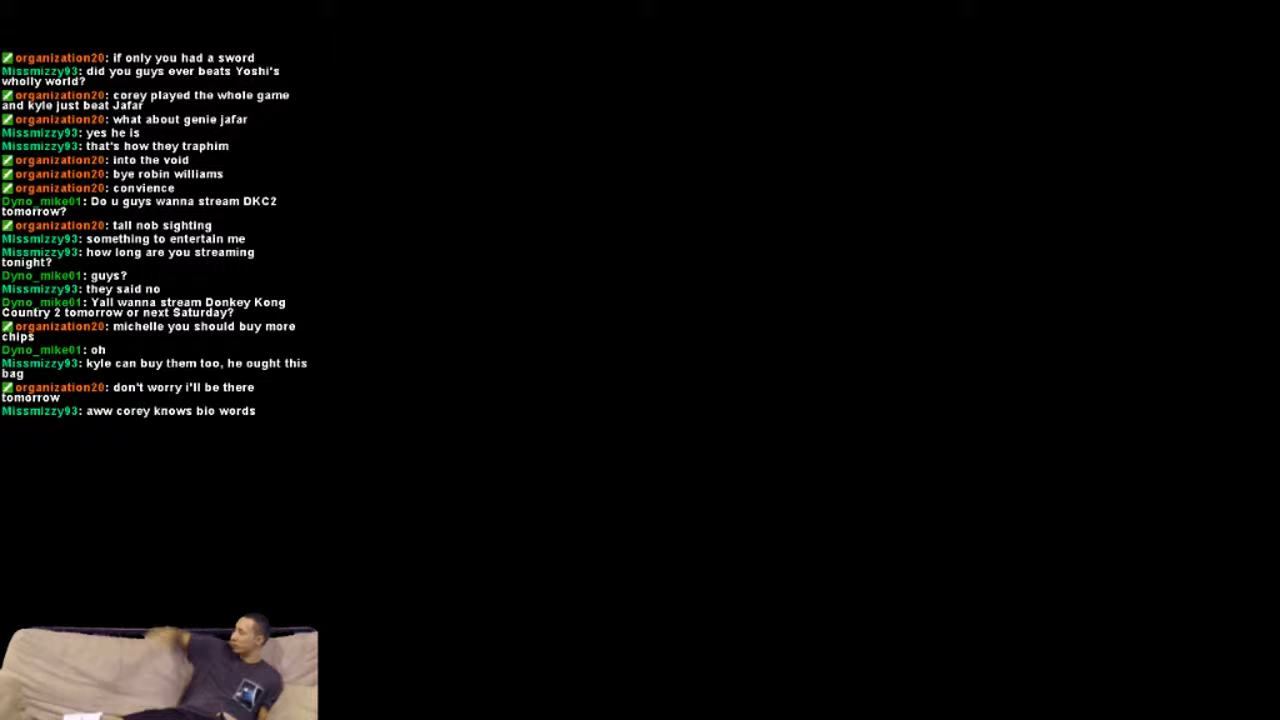 organization20: if only you had a sword
Missmizzy93: did you guys ever beats Yoshi's
wholly world?
organization20: corey played the whole game
and kyle just beat Jafar
organization20: what about genie jafar
Missmizzy93: yes he is
Missmizzy93: that's how they traphim
organization20: into the void
organization20: bye robin williams
organization20: convience
Dyno_mike01: Do u guys wanna stream DKC2
tomorrow?
organization20: tall nob sighting
Missmizzy93: something to entertain me
Missmizzy93: how long are you streaming
tonight?
Dyno_mike01: guys?
Missmizzy93: they said no
Dyno_mike01: Yall wanna stream Donkey Kong
Country 2 tomorrow or next Saturday?
organization20: michelle you should buy more
chips
Dyno_mike01: oh
Missmizzy93: kyle can buy them too, he ought this
bag
organization20: don't worry i'll be there
tomorrow
Missmizzy93: aww corey knows bio words